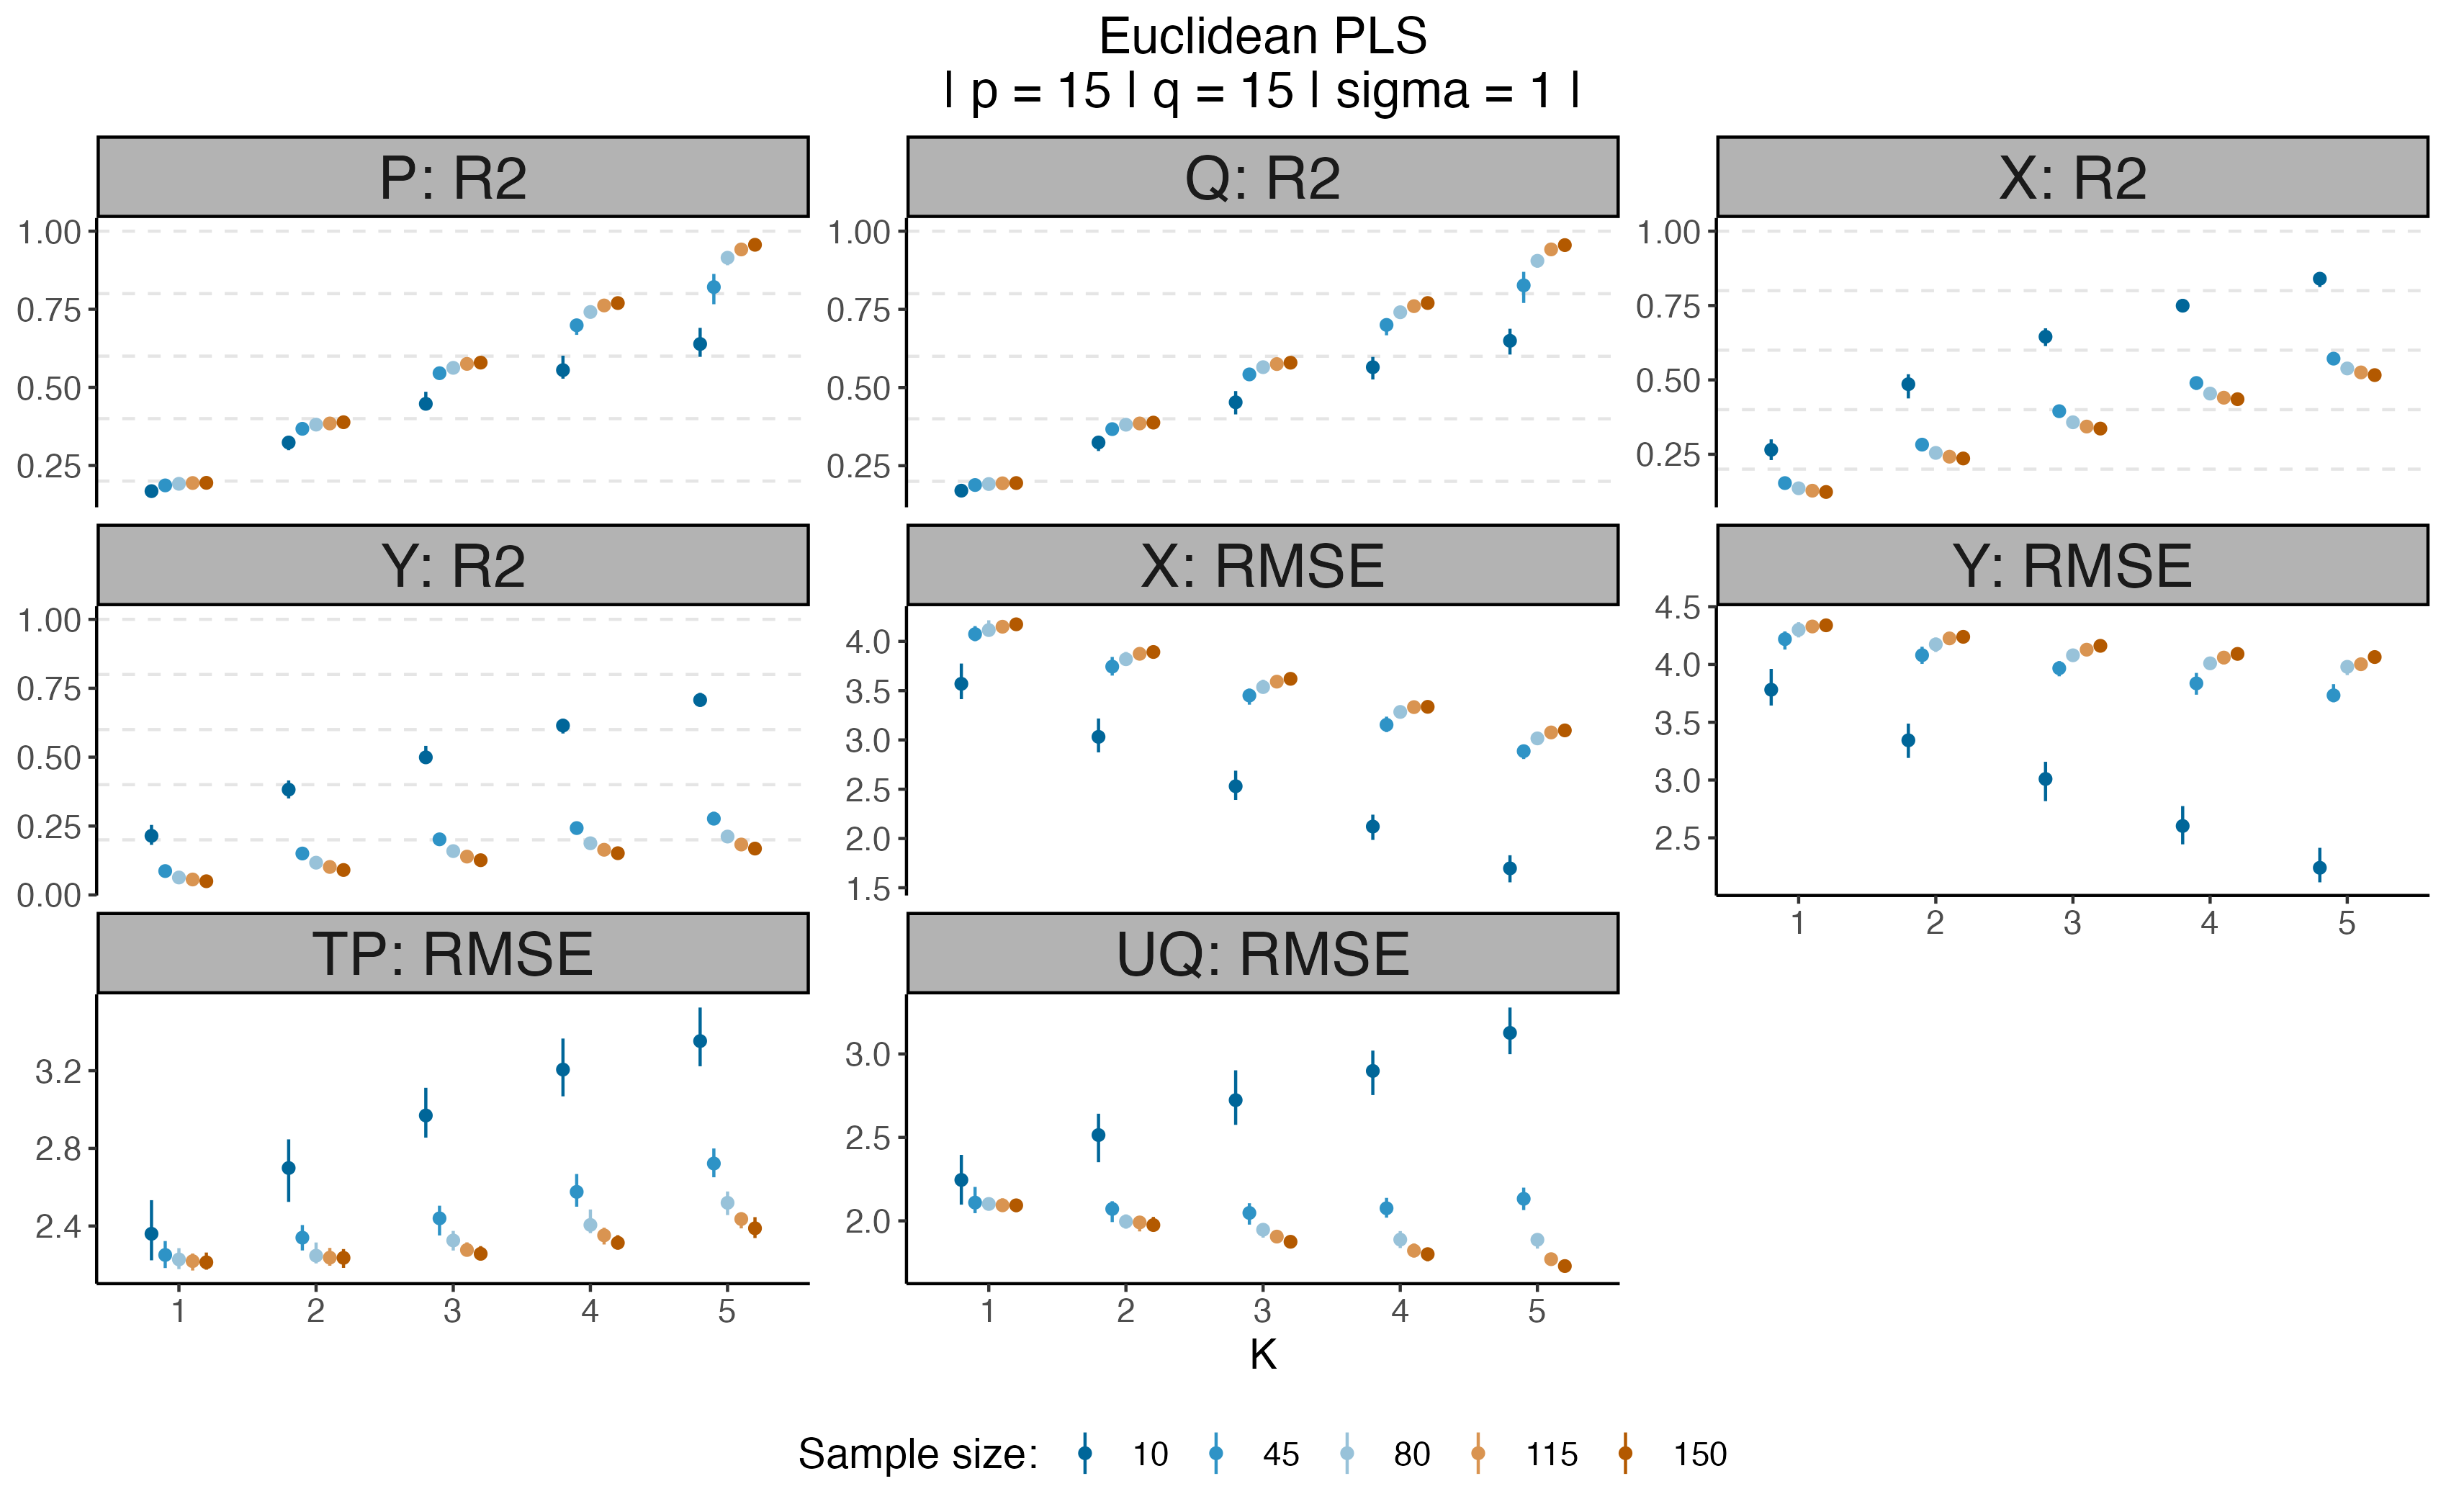 Euclidean PLS
| p = 15 | q = 15 | sigma = 1 |
P: R2
Q: R2
X: R2
1.00
0.75
0.50
0.25
1.00
0.75
0.50
0.25
1.00
0.75
0.50
0.25
Y: R2
X: RMSE
Y: RMSE
1.00
0.75
0.50
0.25
0.00
4.0
3.5
3.0
2.5
2.0
1.5
4.5
4.0
3.5
3.0
2.5
1 2 3 4 5
TP: RMSE
UQ: RMSE
3.2
2.8
2.4
3.0
2.5
2.0
1 2 3 4 5
1 2 3 4 5
K
Sample size: 10 45 80 115 150